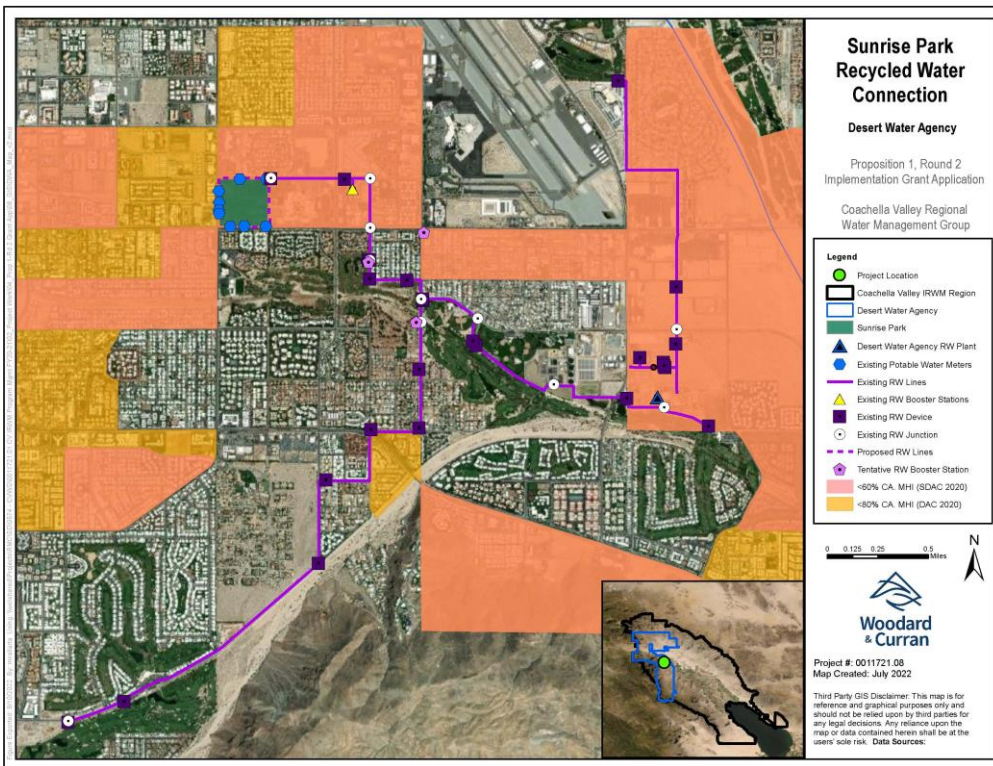 Sunrise Park
Recycled Water
Connection
Desert Water Agency
Proposition 1, Round 2
Implementation Grant Application
Coachella Valley Regional
Water Management Group
Legend
Project Location
Coachella Valley IRWM Region
Desert Water Agency
Sunrise Park
Desert Water Agency RW Plant
Existing Potable Water Meters
Existing RW Lines
Existing RW Booster Stations
Existing RW Device
Existing RW Junction
Proposed RW Lines
Tentative RW Booster Station
<60% CA. MHI (SDAC 2020)
<80% CA. MHI (DAC 2020)
0 0.125 0.25 0.5
Miles
N
Woodard
& Curran
Project #: 0011721.08
Map Created: July 2022
Third Party GIS Disclaimer: This map is for
reference and graphical purposes only and
should not be relied upon by third parties for
any legal decisions. Any reliance upon the
map or data contained herein shall be at the
users' sole risk. Data Sources: